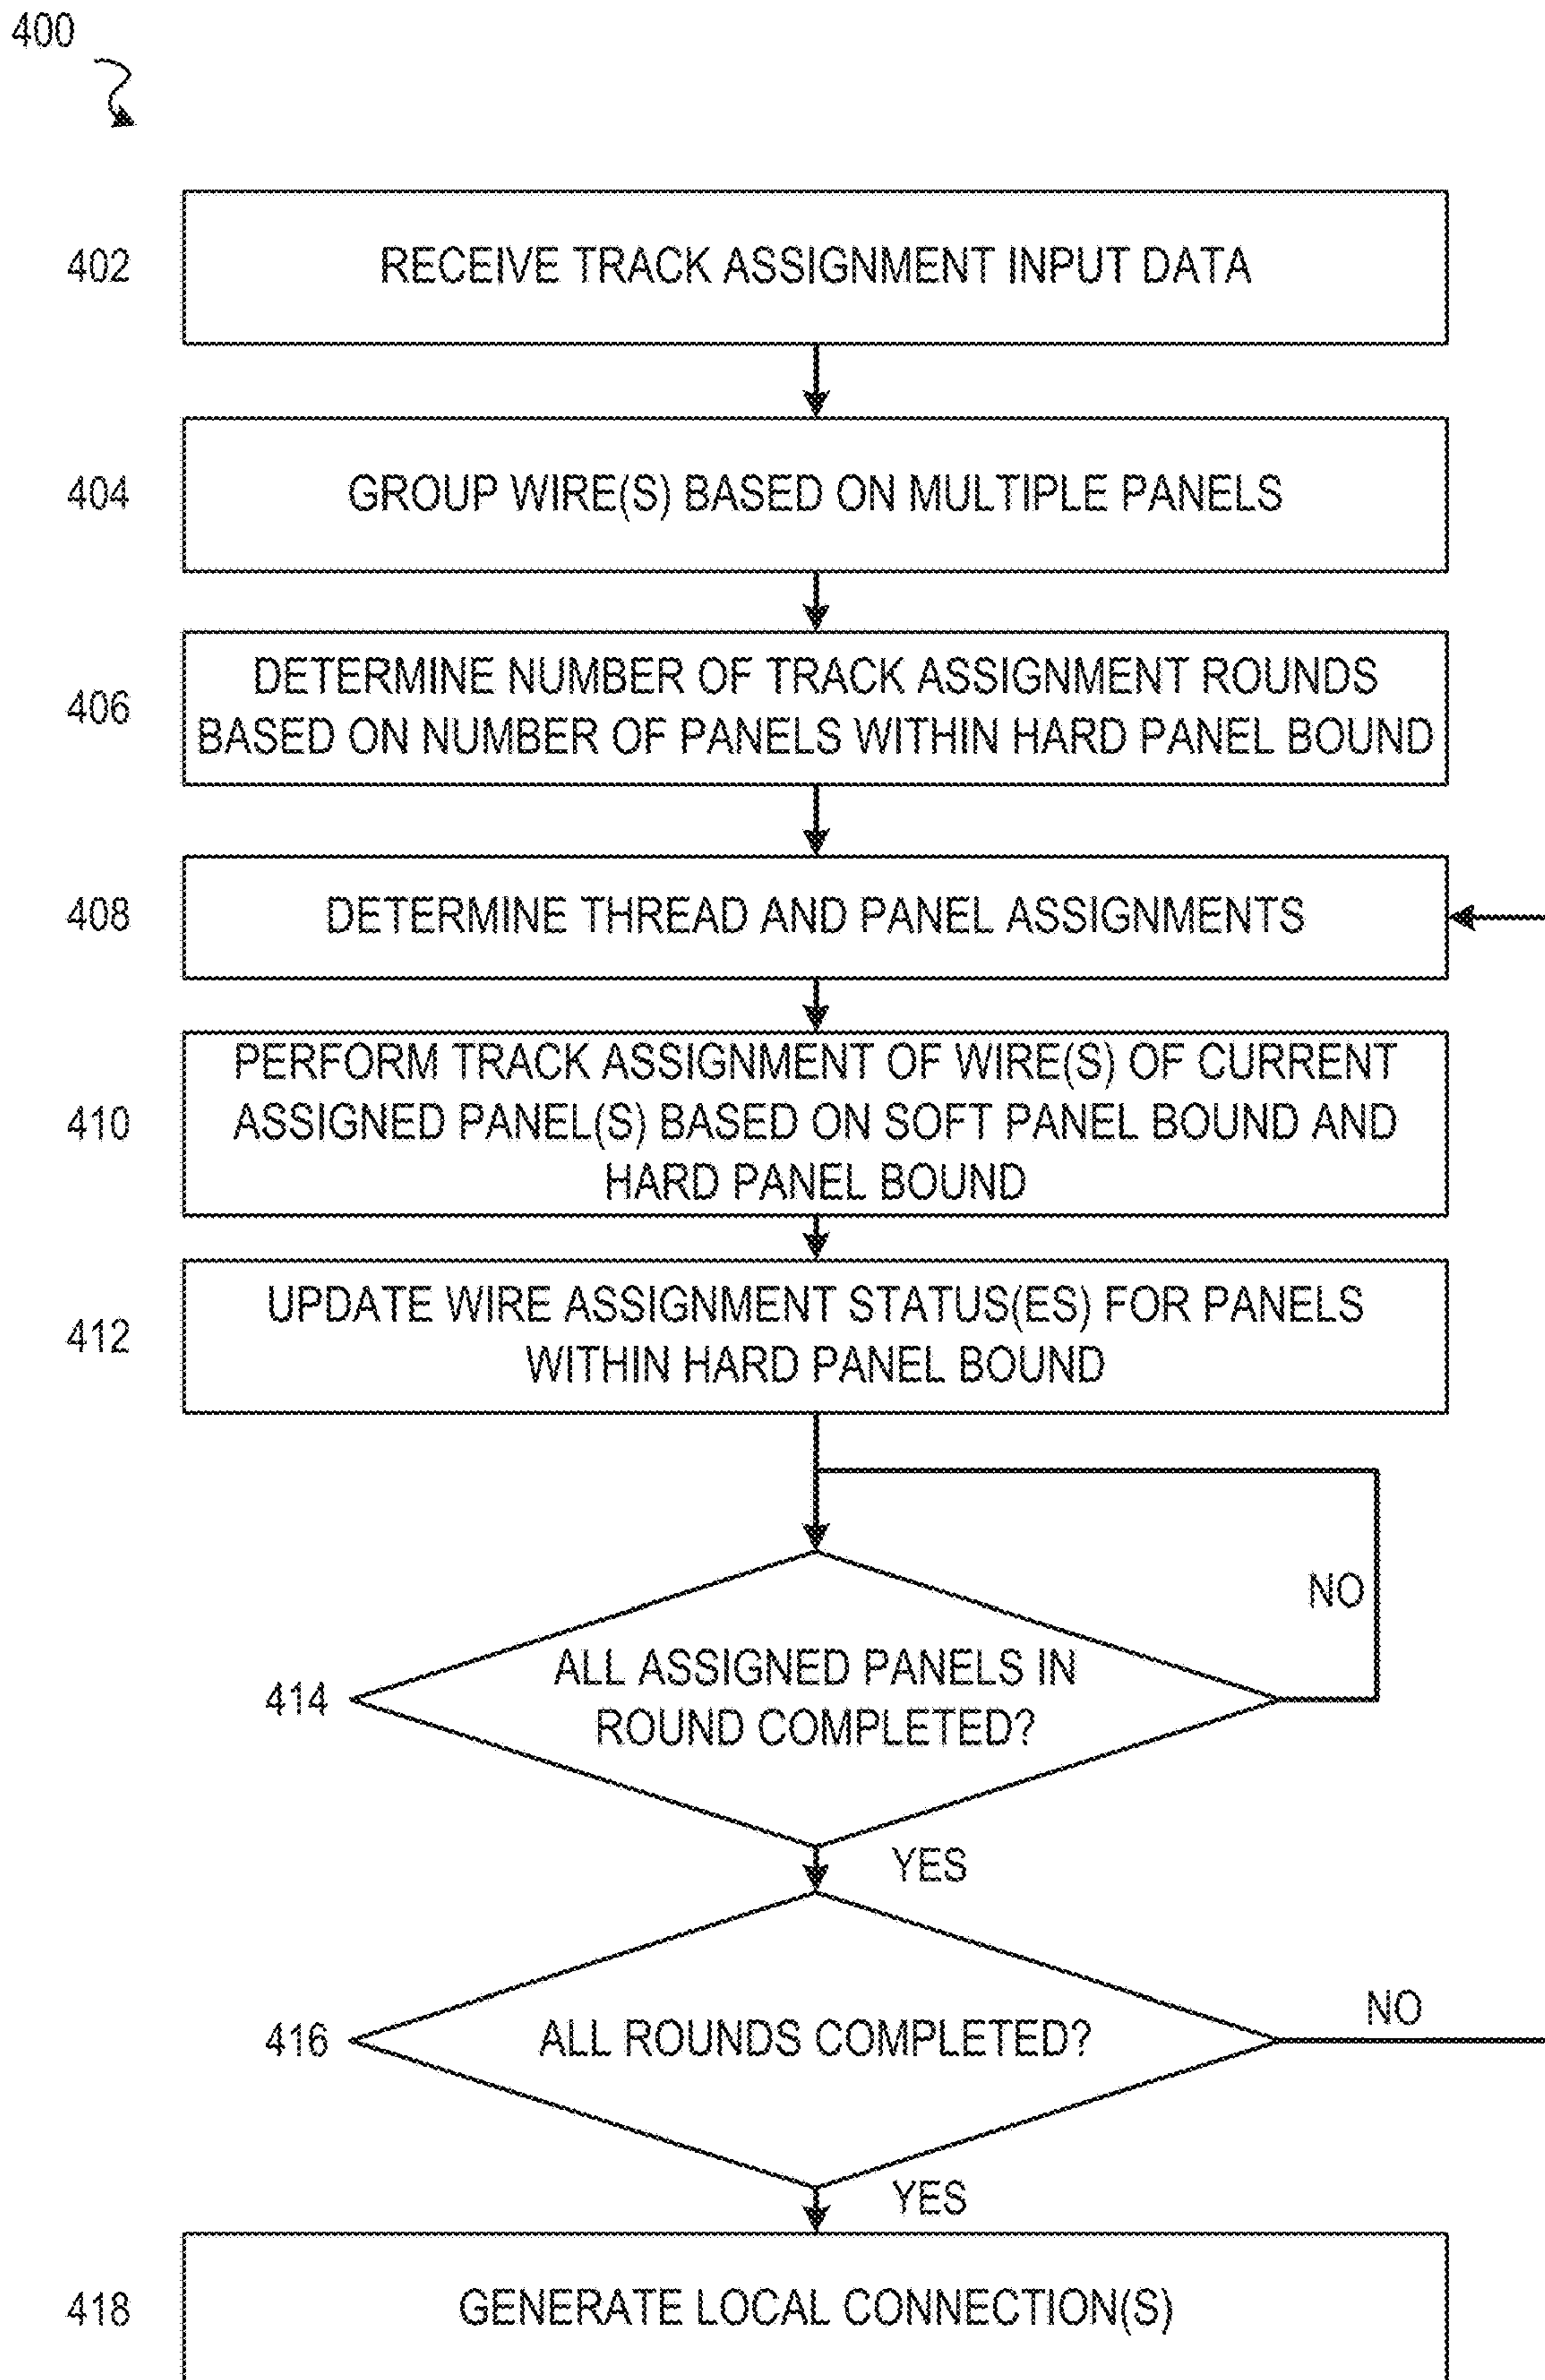 400
402
RECEIVE TRACK ASSIGNMENT INPUT DATA
404
GROUP WIRE(S) BASED ON MULTIPLE PANELS
406
DETERMINE NUMBER OF TRACK ASSIGNMENT ROUNDS
BASED ON NUMBER OF PANELS WITHIN HARD PANEL BOUND
408
DETERMINE THREAD AND PANEL ASSIGNMENTS
410
PERFORM TRACK ASSIGNMENT OF WIRE(S) OF CURRENT
ASSIGNED PANEL(S) BASED ON SOFT PANEL BOUND AND
HARD PANEL BOUND
412
UPDATE WIRE ASSIGNMENT STATUS(ES) FOR PANELS
WITHIN HARD PANEL BOUND
NO
414
ALL ASSIGNED PANELS IN
ROUND COMPLETED?
YES
416
ALL ROUNDS COMPLETED?
NO
YES
418
GENERATE LOCAL CONNECTION(S)